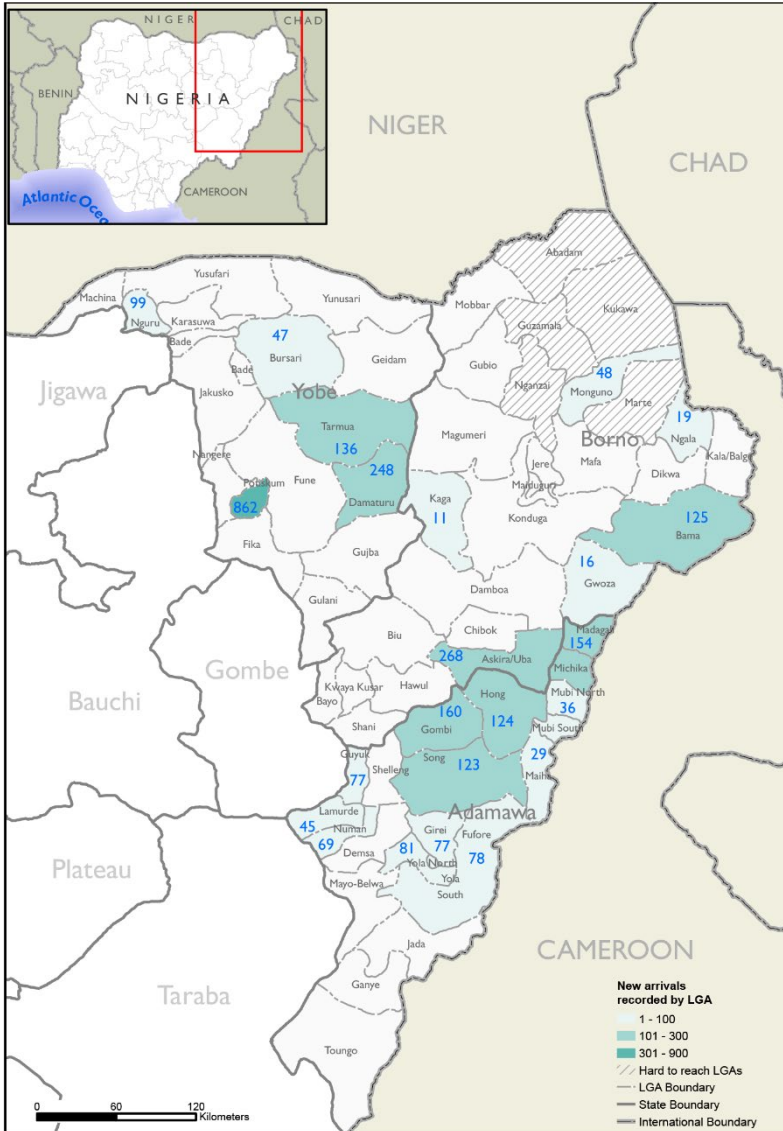 NIGER
CHAD
BENIN
NIGERIA
CAMEROON
Atlantic Ocea
NIGER
CHAD
Abadam
Yusufari
Machina
Yunusari
Mobbar
Kukawa
99
Nguru
Karasuwa
Guzamala
Bade
47
Bursari
Geidam
Gubio
48
Jigawa
Bade
Nganzai
Monguno
Jakusko
Yobe
Marte
19
Tarmua
Magumeri
Borno
Ngala
136
Jere
Mafa
Kala/Balge
Nangere
248
Dikwa
Potiskum
Fune
Kaga
Maiduguri
862
Damaturu
11
Konduga
125
Fika
Bama
Gujba
16
Gwoza
Gulani
Damboa
Biu
Chibok
Madagali
268
Askira/Uba
154
Gombe
Michika
Bauchi
Kwaya Kusar
Hawul
Hong
Mubi North
Bayo
160
124
36
Shani
Gombi
Mubi South
Guyuk
Song
29
77
Shelleng
123
Maiha
Lamurde
Adamawa
45
Numan
Girei
Fufore
69
81
77
78
Plateau
Demsa
Yola North
Mayo-Belwa
Yola
South
Jada
CAMEROON
Taraba
Ganye
Toungo
New arrivals
recorded by LGA
1 - 100
101 - 300
301 - 900
Hard to reach LGAs
LGA Boundary
State Boundary
International Boundary
0 60 120
Kilometers